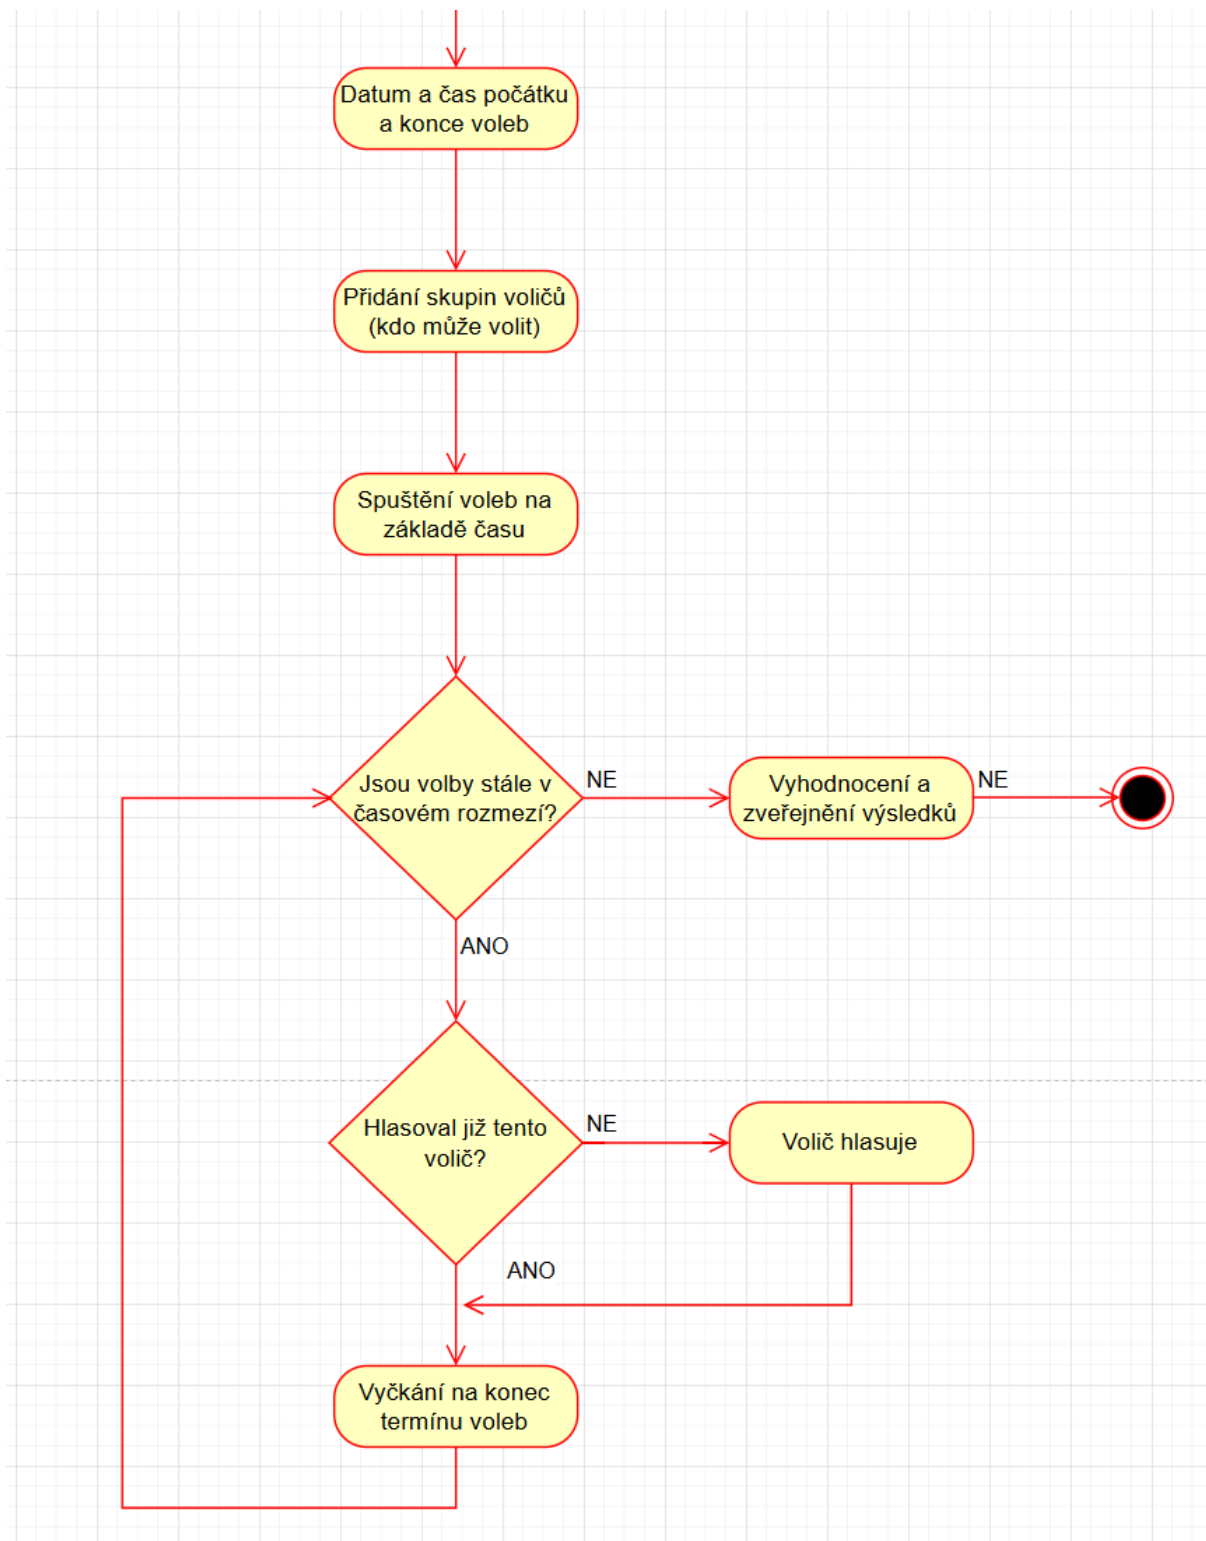 Datum a čas počátku
a konce voleb
Přidání skupin voličů
(kdo může volit)
Spuštění voleb na
základě času
Jsou volby stále v
časovém rozmezí?
NE
Vyhodnocení a
zveřejnění výsledků
NE
ANO
Hlasoval již tento
volič?
NE
Volič hlasuje
ANO
Vyčkání na konec
termínu voleb